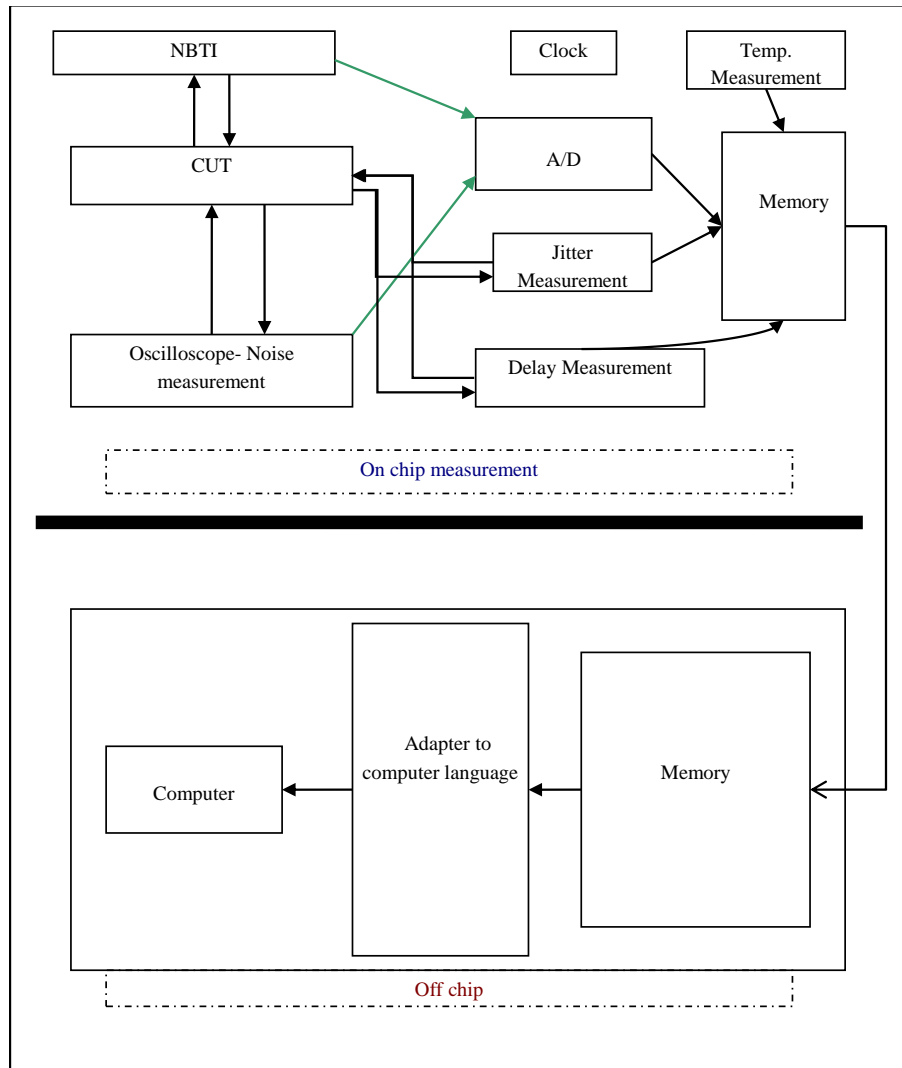 NBTI
Clock
Temp.
Measurement
CUT
A/D
Memory
Jitter
Measurement
Oscilloscope- Noise
measurement
Delay Measurement
On chip measurement
Adapter to
computer language
Memory
Computer
Off chip